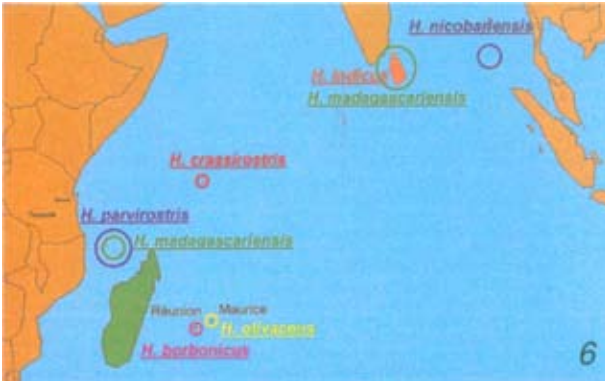 H. nicobariensis
H. indicus
H. madagascariensis
H. crassirostris
H. parvirostris
H. madagascariensis
Réunion
Maurice
H. olivaceus
H. borbonicus
6